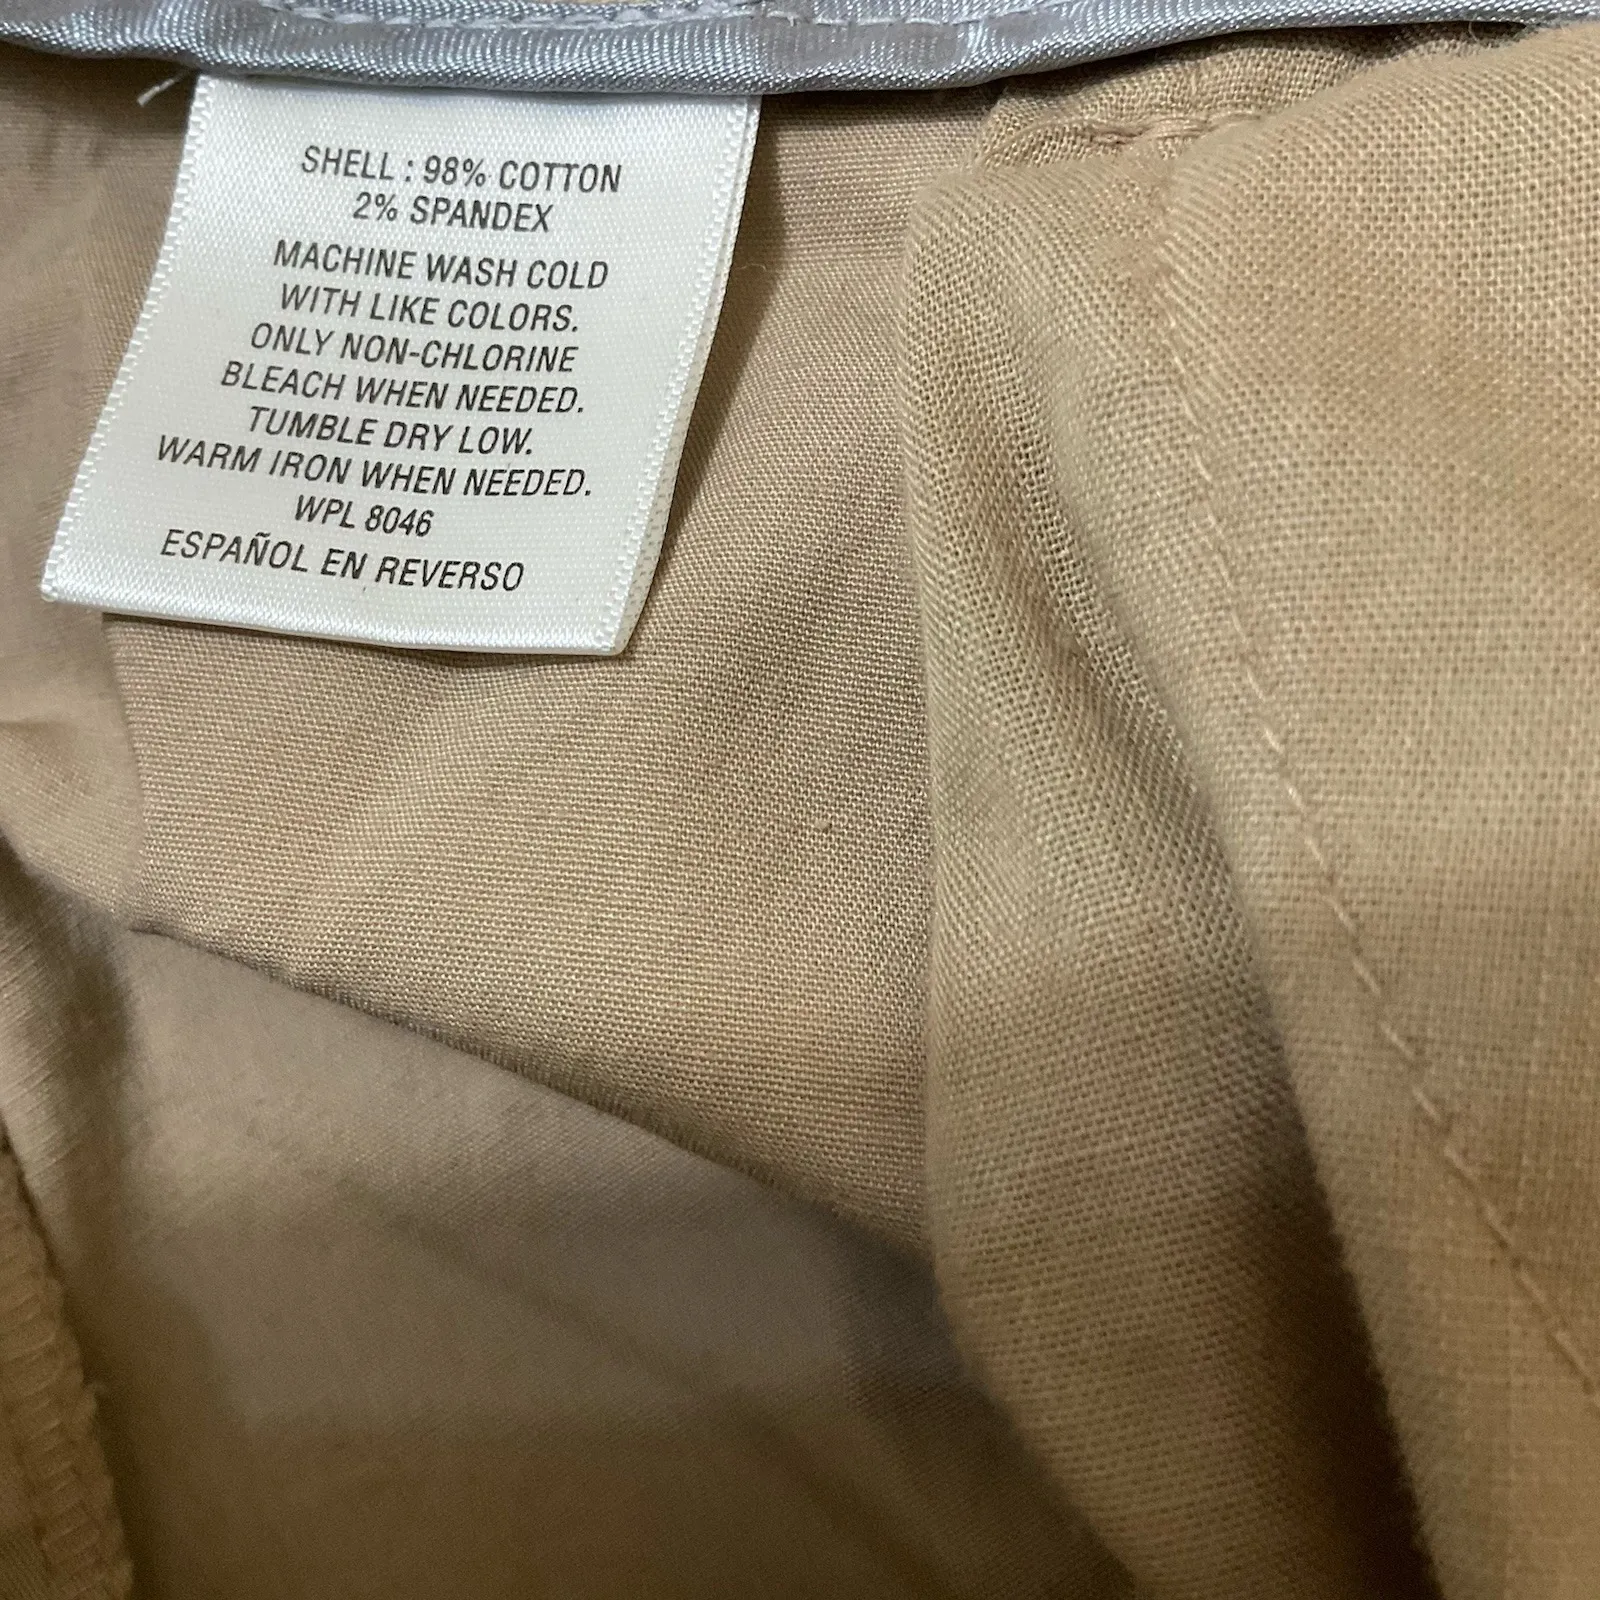 SHELL : 98% COTTON
2% SPANDEX
MACHINE WASH COLD
WITH LIKE COLORS.
ONLY NON-CHLORINE
BLEACH WHEN NEEDED.
TUMBLE DRY LOW.
WARM IRON WHEN NEEDED.
WPL 8046
ESPAÑOL EN REVERSO